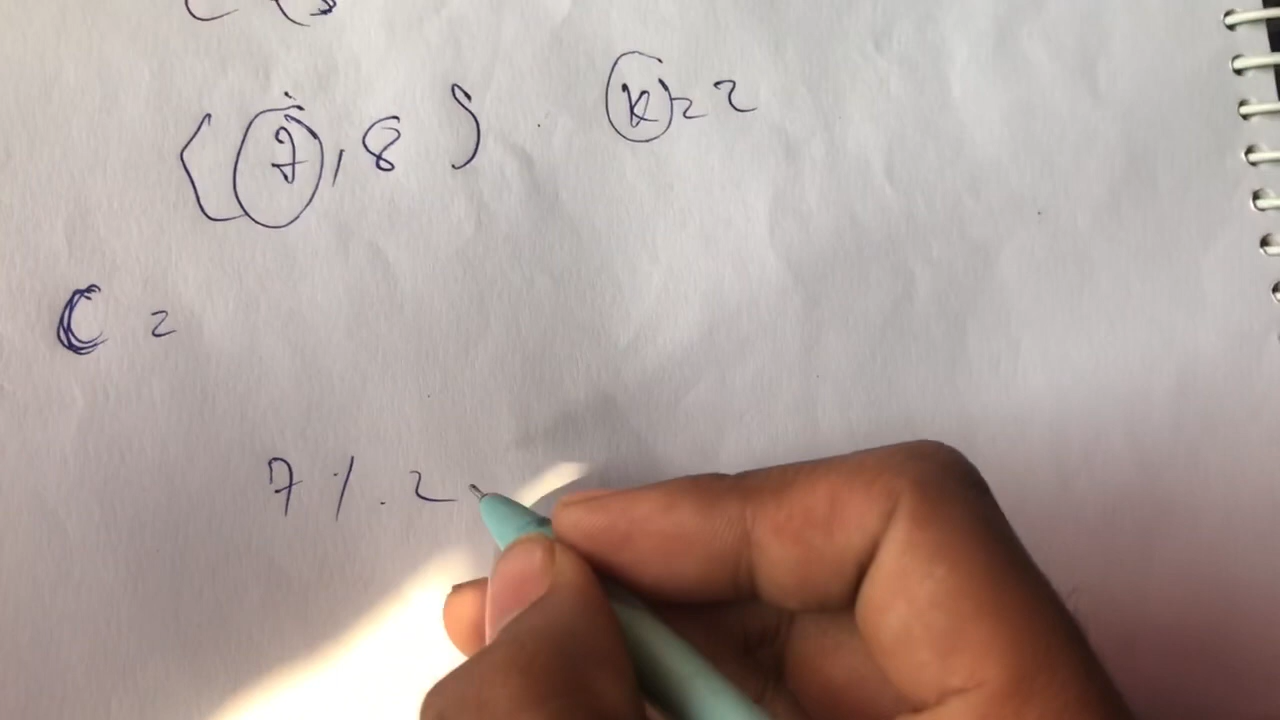 { 7, 8 } . k = 2
C =
7 % 2